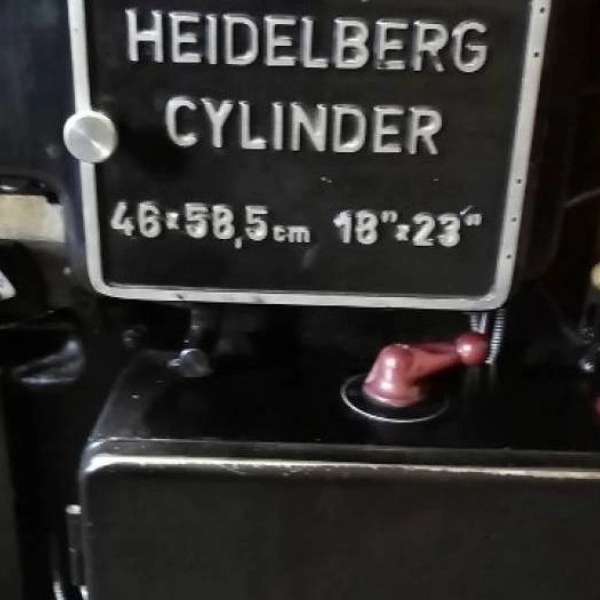 HEIDELBERG
CYLINDER
46x58,5cm 18"x23"